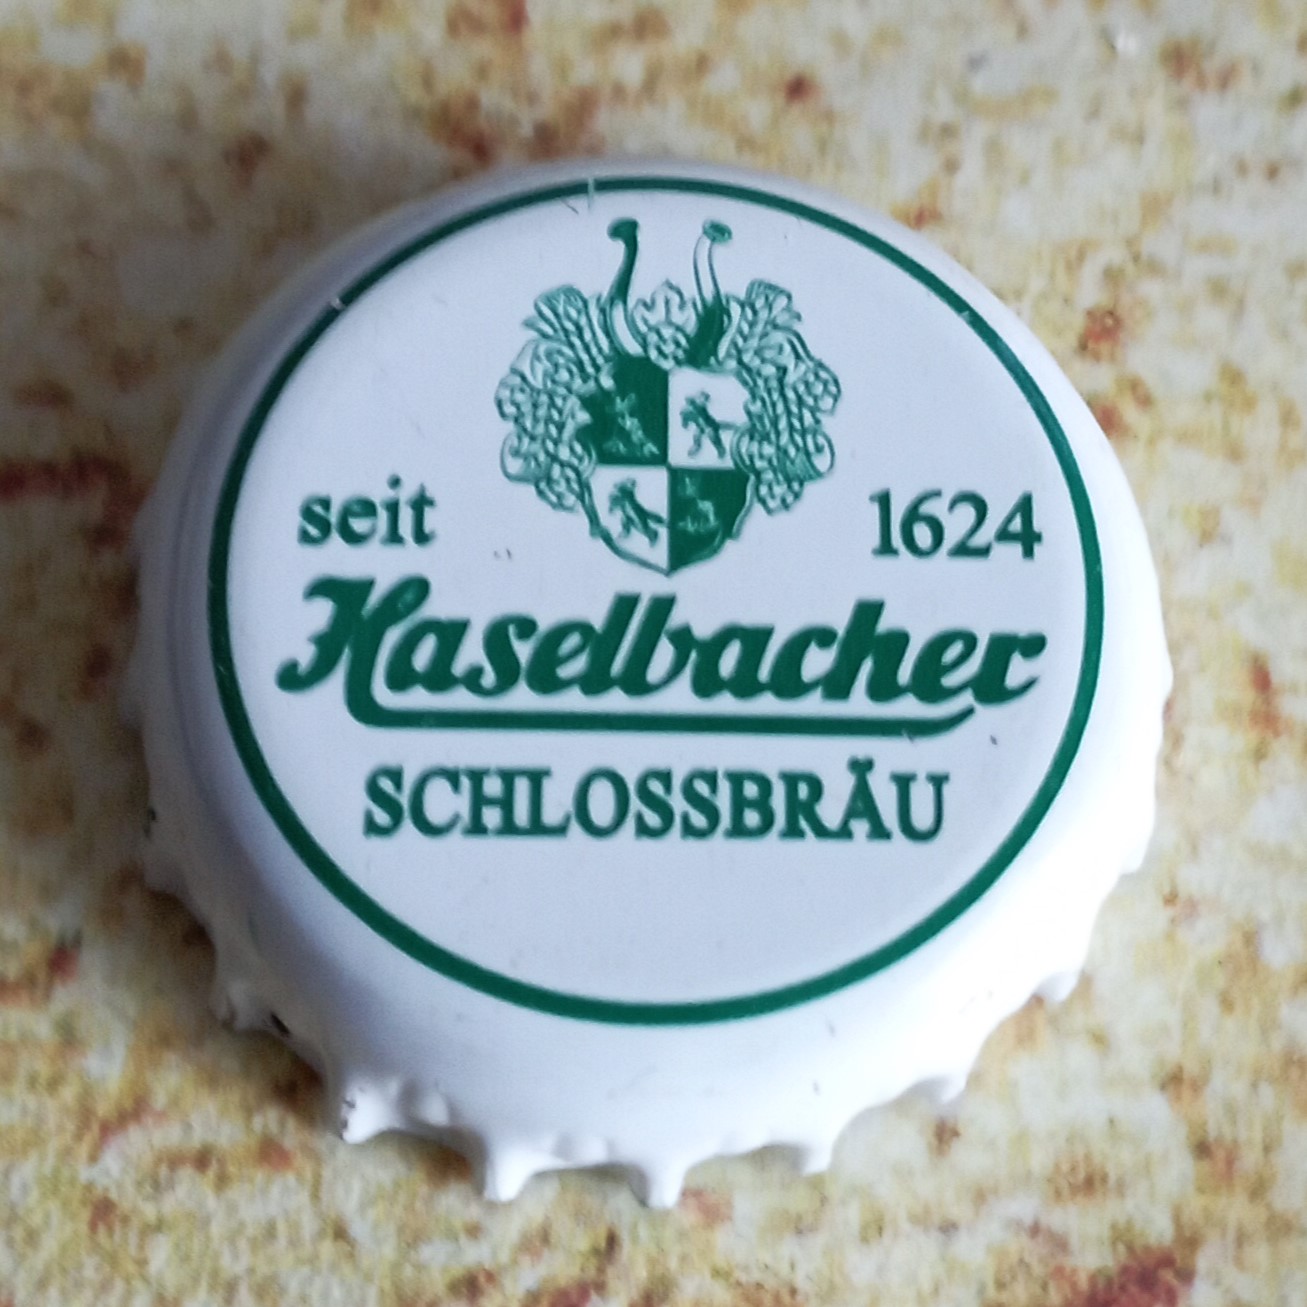 seit 1624
Haselbacher
SCHLOSSBRÄU